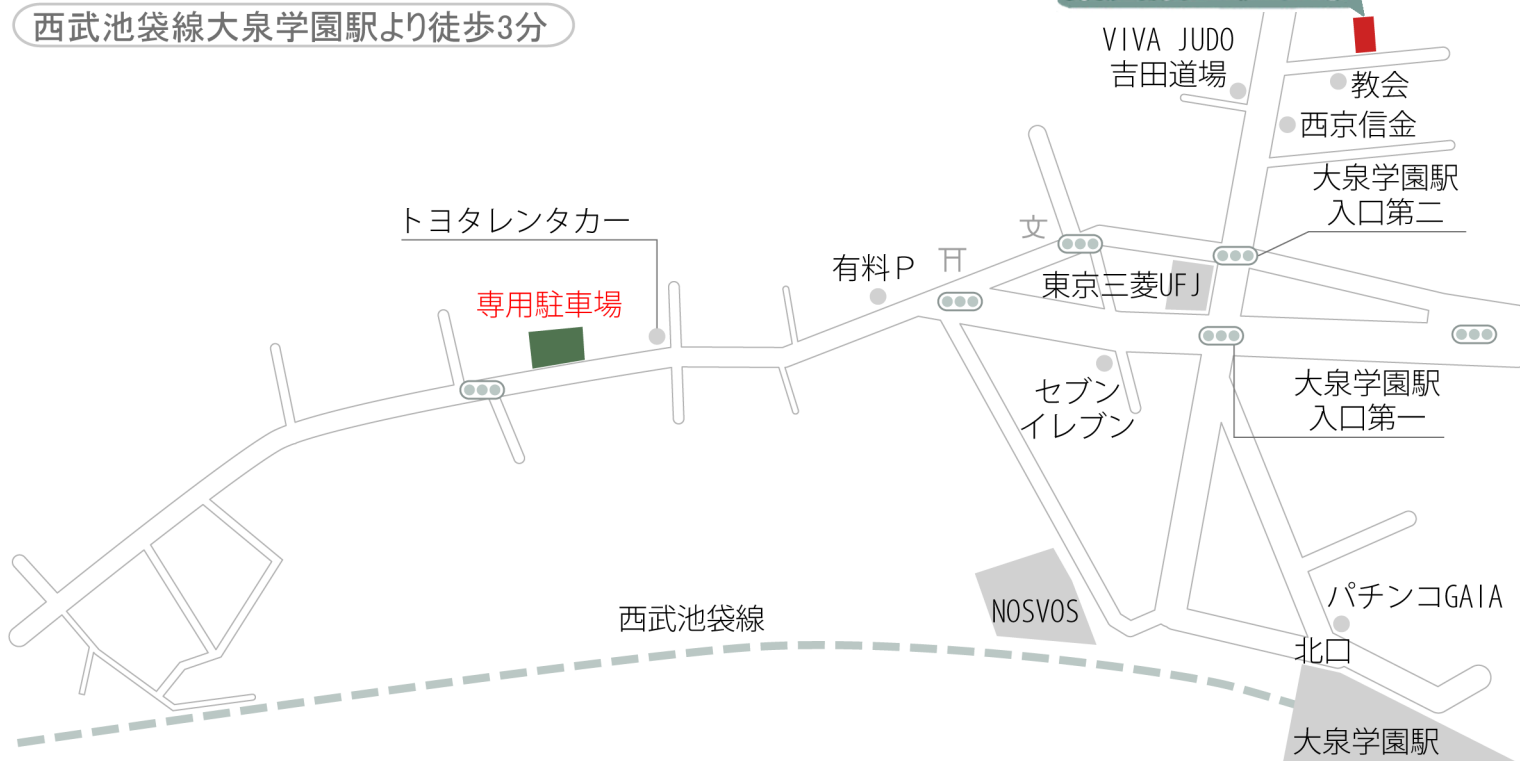 西武池袋線大泉学園駅より徒歩3分
VIVA JUDO
吉田道場
教会
西京信金
大泉学園駅
入口第二
トヨタレンタカー
文
有料P
東京三菱UFJ
専用駐車場
セブン
イレブン
大泉学園駅
入口第一
パチンコGAIA
NOSVOS
西武池袋線
北口
大泉学園駅